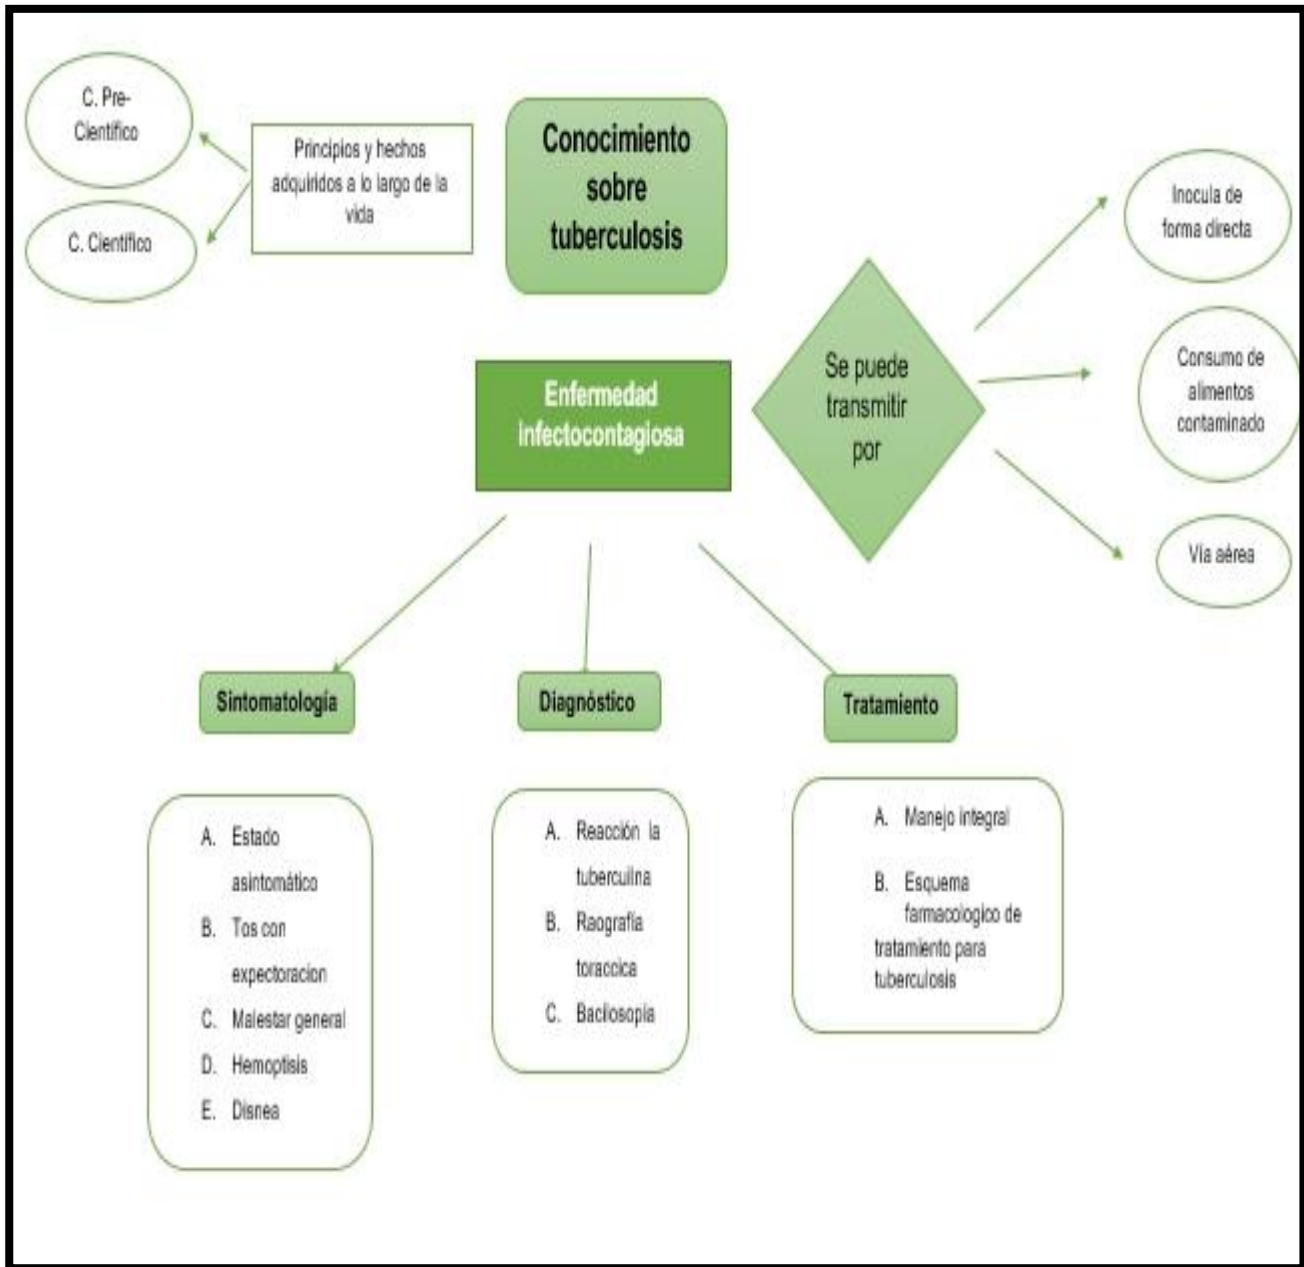 C. Pre-
Científico
C. Científico
Principios y hechos
adquiridos a lo largo de la
vida
Conocimiento
sobre
tuberculosis
Enfermedad
infectocontagiosa
Se puede
transmitir
por
Inocula de
forma directa
Consumo de
alimentos
contaminado
Vía aérea
Sintomatología
A. Estado
asintomático
B. Tos con
expectoracion
C. Malestar general
D. Hemoptisis
E. Disnea
Diagnóstico
A. Reacción la
tuberculina
B. Raografía
toraccica
C. Bacilosopía
Tratamiento
A. Manejo integral
B. Esquema
farmacologico de
tratamiento para
tuberculosis